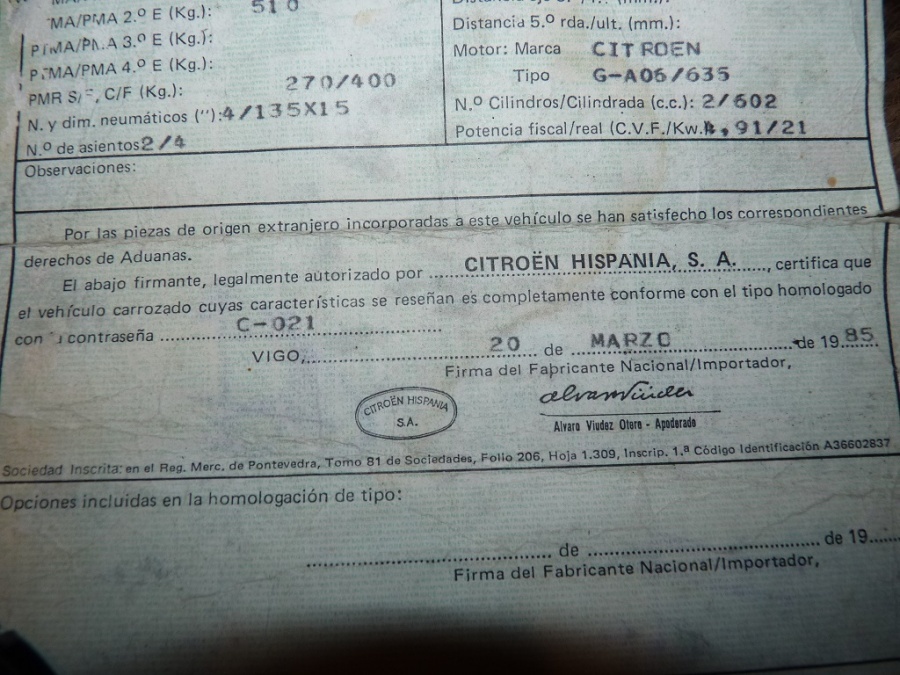 MA/PMA 2.º E (Kg.): 510
PTMA/PMA 3.º E (Kg.):
PTMA/PMA 4.º E (Kg.):
PMR S/F, C/F (Kg.): 270/400
N. y dim. neumáticos (''): 4/135X15
N.º de asientos 2/4
Distancia 5.º rda./ult. (mm.):
Motor: Marca CITROEN
Tipo G-A06/635
N.º Cilindros/Cilindrada (c.c.): 2/602
Potencia fiscal/real (C.V.F./Kw.) ,91/21
Observaciones:
Por las piezas de origen extranjero incorporadas a este vehículo se han satisfecho los correspondientes
derechos de Aduanas.
El abajo firmante, legalmente autorizado por ........ CITROËN HISPANIA, S. A. ........, certifica que
el vehículo carrozado cuyas características se reseñan es completamente conforme con el tipo homologado
con contraseña ........ C-021 ........
VIGO, ........ 20 ........ de ........ MARZO ........ de 19 85.
Firma del Fabricante Nacional/Importador,
CITROËN HISPANIA
S.A.
Alvaro Viudez Otero - Apoderado
Sociedad Inscrita: en el Reg. Merc. de Pontevedra, Tomo 81 de Sociedades, Folio 206, Hoja 1.309, Inscrip. 1.ª Código Identificación A36602837
Opciones incluidas en la homologación de tipo:
........ de ........ de 19........
Firma del Fabricante Nacional/Importador,